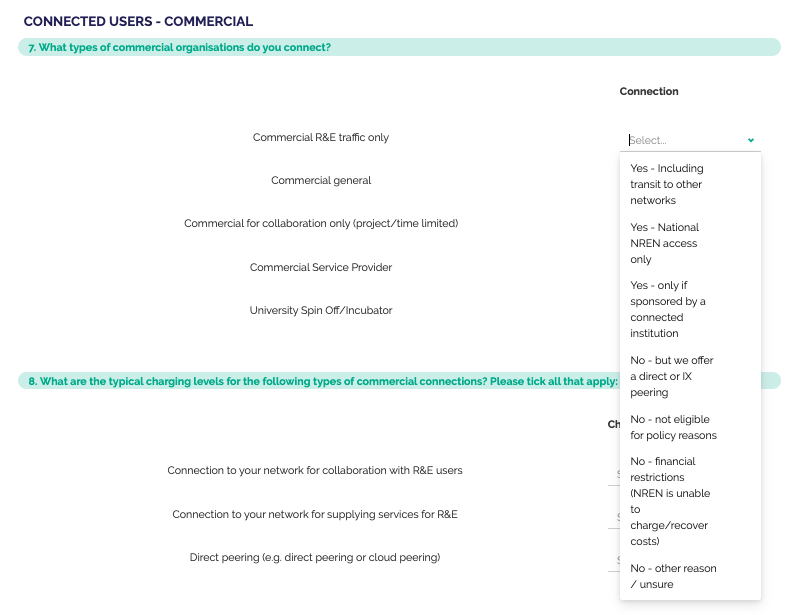 CONNECTED USERS - COMMERCIAL
7. What types of commercial organisations do you connect?
Connection
Commercial R&E traffic only
Select...
Commercial general
Commercial for collaboration only (project/time limited)
Commercial Service Provider
University Spin Off/Incubator
Yes - Including
transit to other
networks
Yes - National
NREN access
only
Yes - only if
sponsored by a
connected
institution
No - but we offer
a direct or IX
peering
No - not eligible
for policy reasons
No - financial
restrictions
(NREN is unable
to
charge/recover
costs)
No - other reason
/ unsure
8. What are the typical charging levels for the following types of commercial connections? Please tick all that apply:
Connection to your network for collaboration with R&E users
Connection to your network for supplying services for R&E
Direct peering (e.g. direct peering or cloud peering)